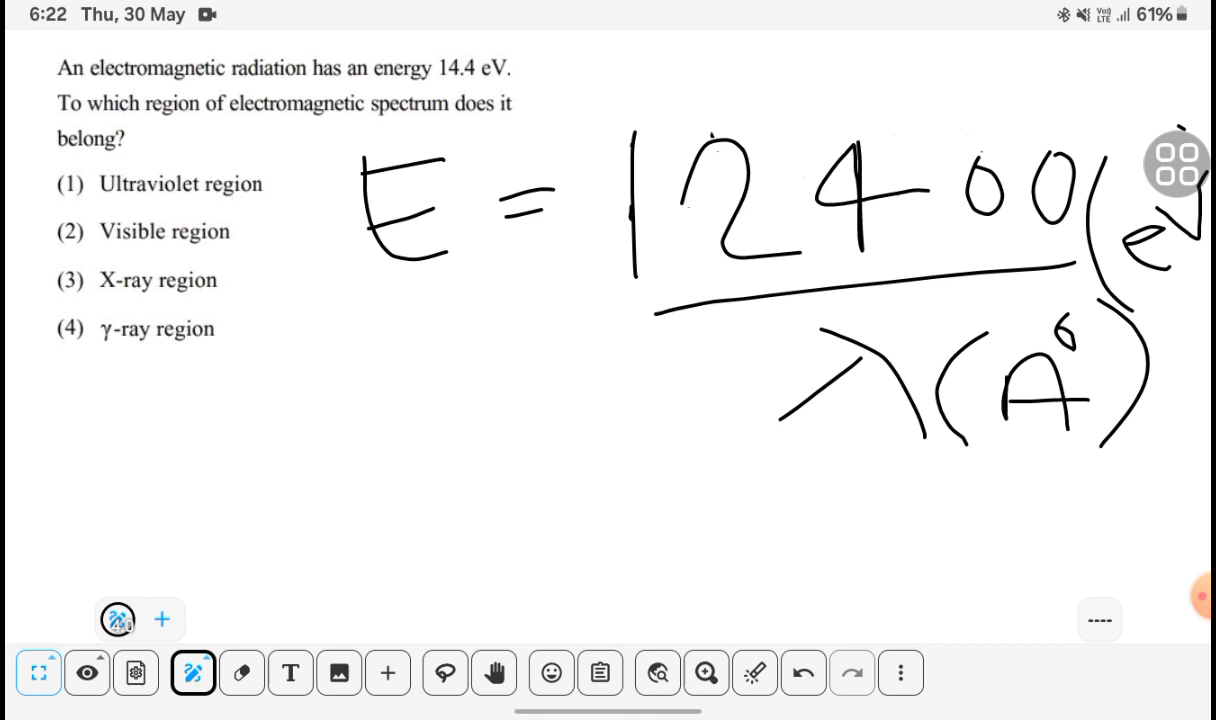 6:22 Thu, 30 May
Vo)) LTE 61%
An electromagnetic radiation has an energy 14.4 eV.
To which region of electromagnetic spectrum does it
belong?
(1) Ultraviolet region
(2) Visible region
(3) X-ray region
(4) γ-ray region
E = 12400 (eV
λ(A°)
T